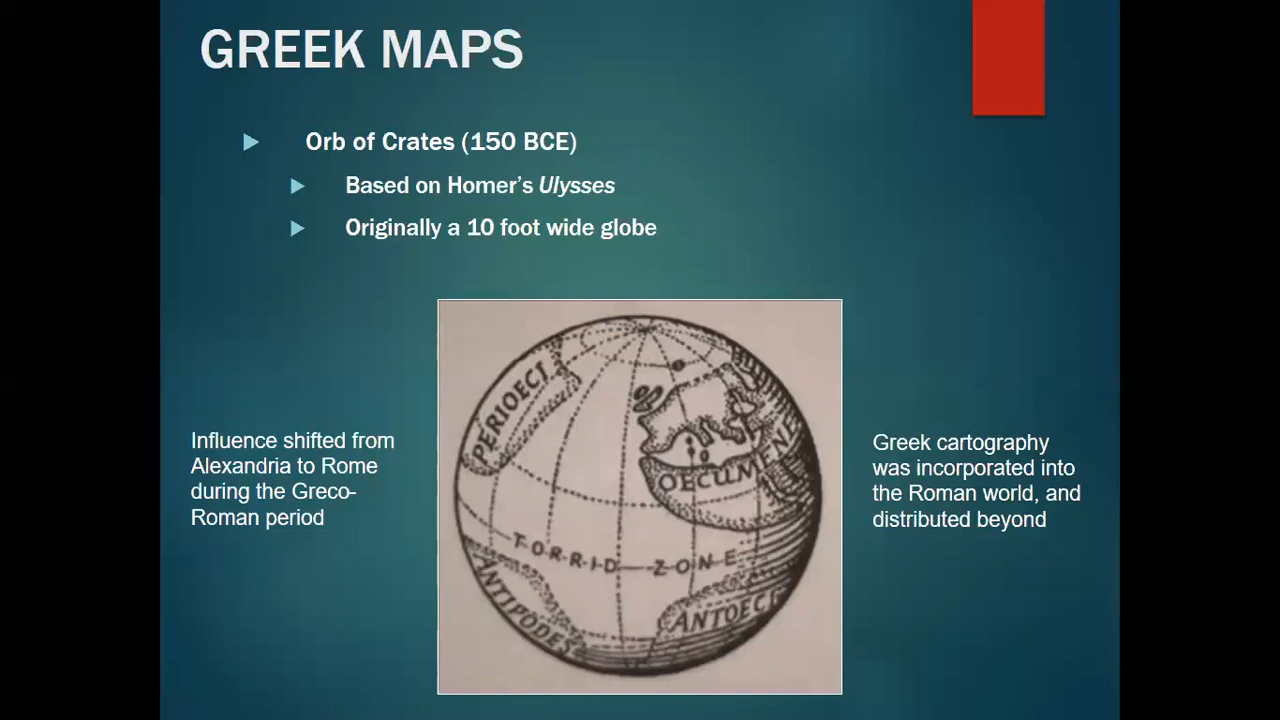 GREEK MAPS
Orb of Crates (150 BCE)
Based on Homer's Ulysses
Originally a 10 foot wide globe
Influence shifted from
Alexandria to Rome
during the Greco-
Roman period
PERIOECI
OECUMENE
TORRID ZONE
ANTIPODES
ANTOECI
Greek cartography
was incorporated into
the Roman world, and
distributed beyond